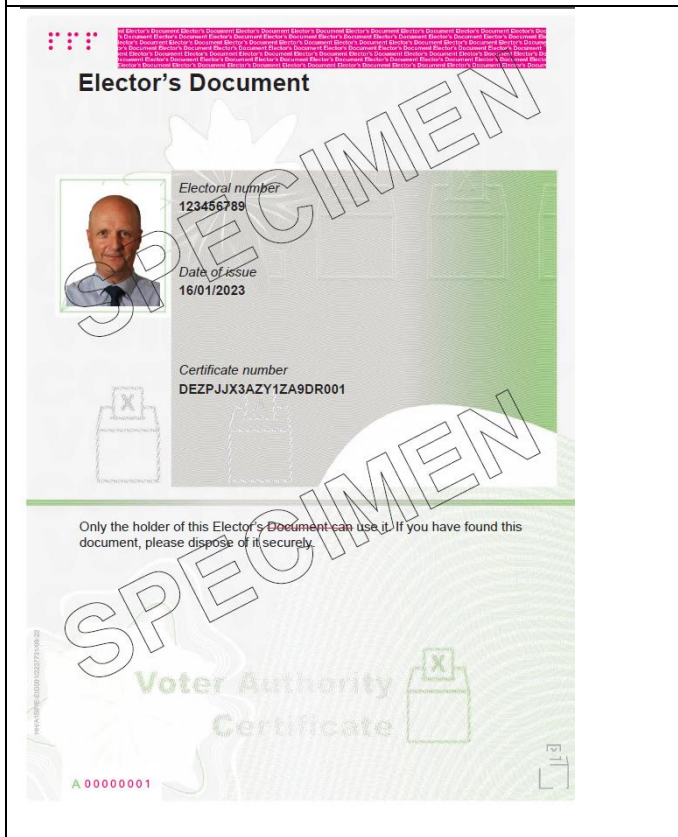 Elector's Document
Electoral number
123456789
Date of issue
16/01/2023
Certificate number
DEZPJJX3AZY1ZA9DR001
SPECIMEN
Only the holder of this Elector's Document can use it. If you have found this
document, please dispose of it securely.
SPECIMEN
Voter Authority
Certificate
A 00000001